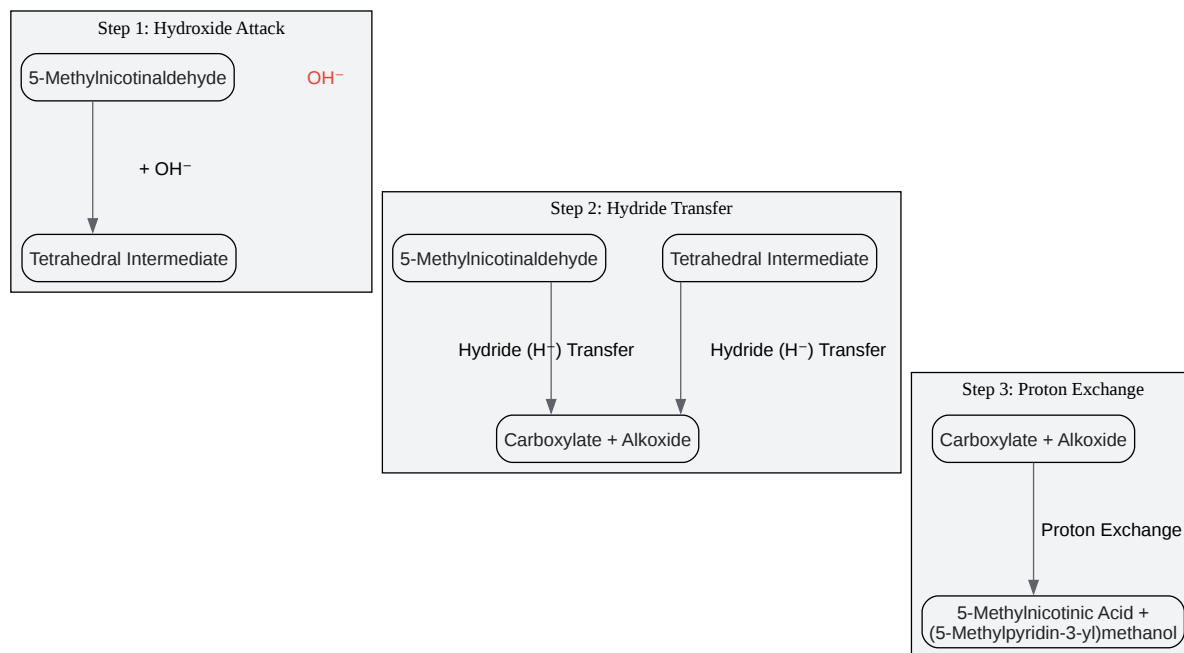 Step 1: Hydroxide Attack
5-Methylnicotinaldehyde
OH⁻
+ OH⁻
Tetrahedral Intermediate
Step 2: Hydride Transfer
5-Methylnicotinaldehyde
Tetrahedral Intermediate
Hydride (H⁻) Transfer
Hydride (H⁻) Transfer
Carboxylate + Alkoxide
Step 3: Proton Exchange
Carboxylate + Alkoxide
Proton Exchange
5-Methylnicotinic Acid +
(5-Methylpyridin-3-yl)methanol